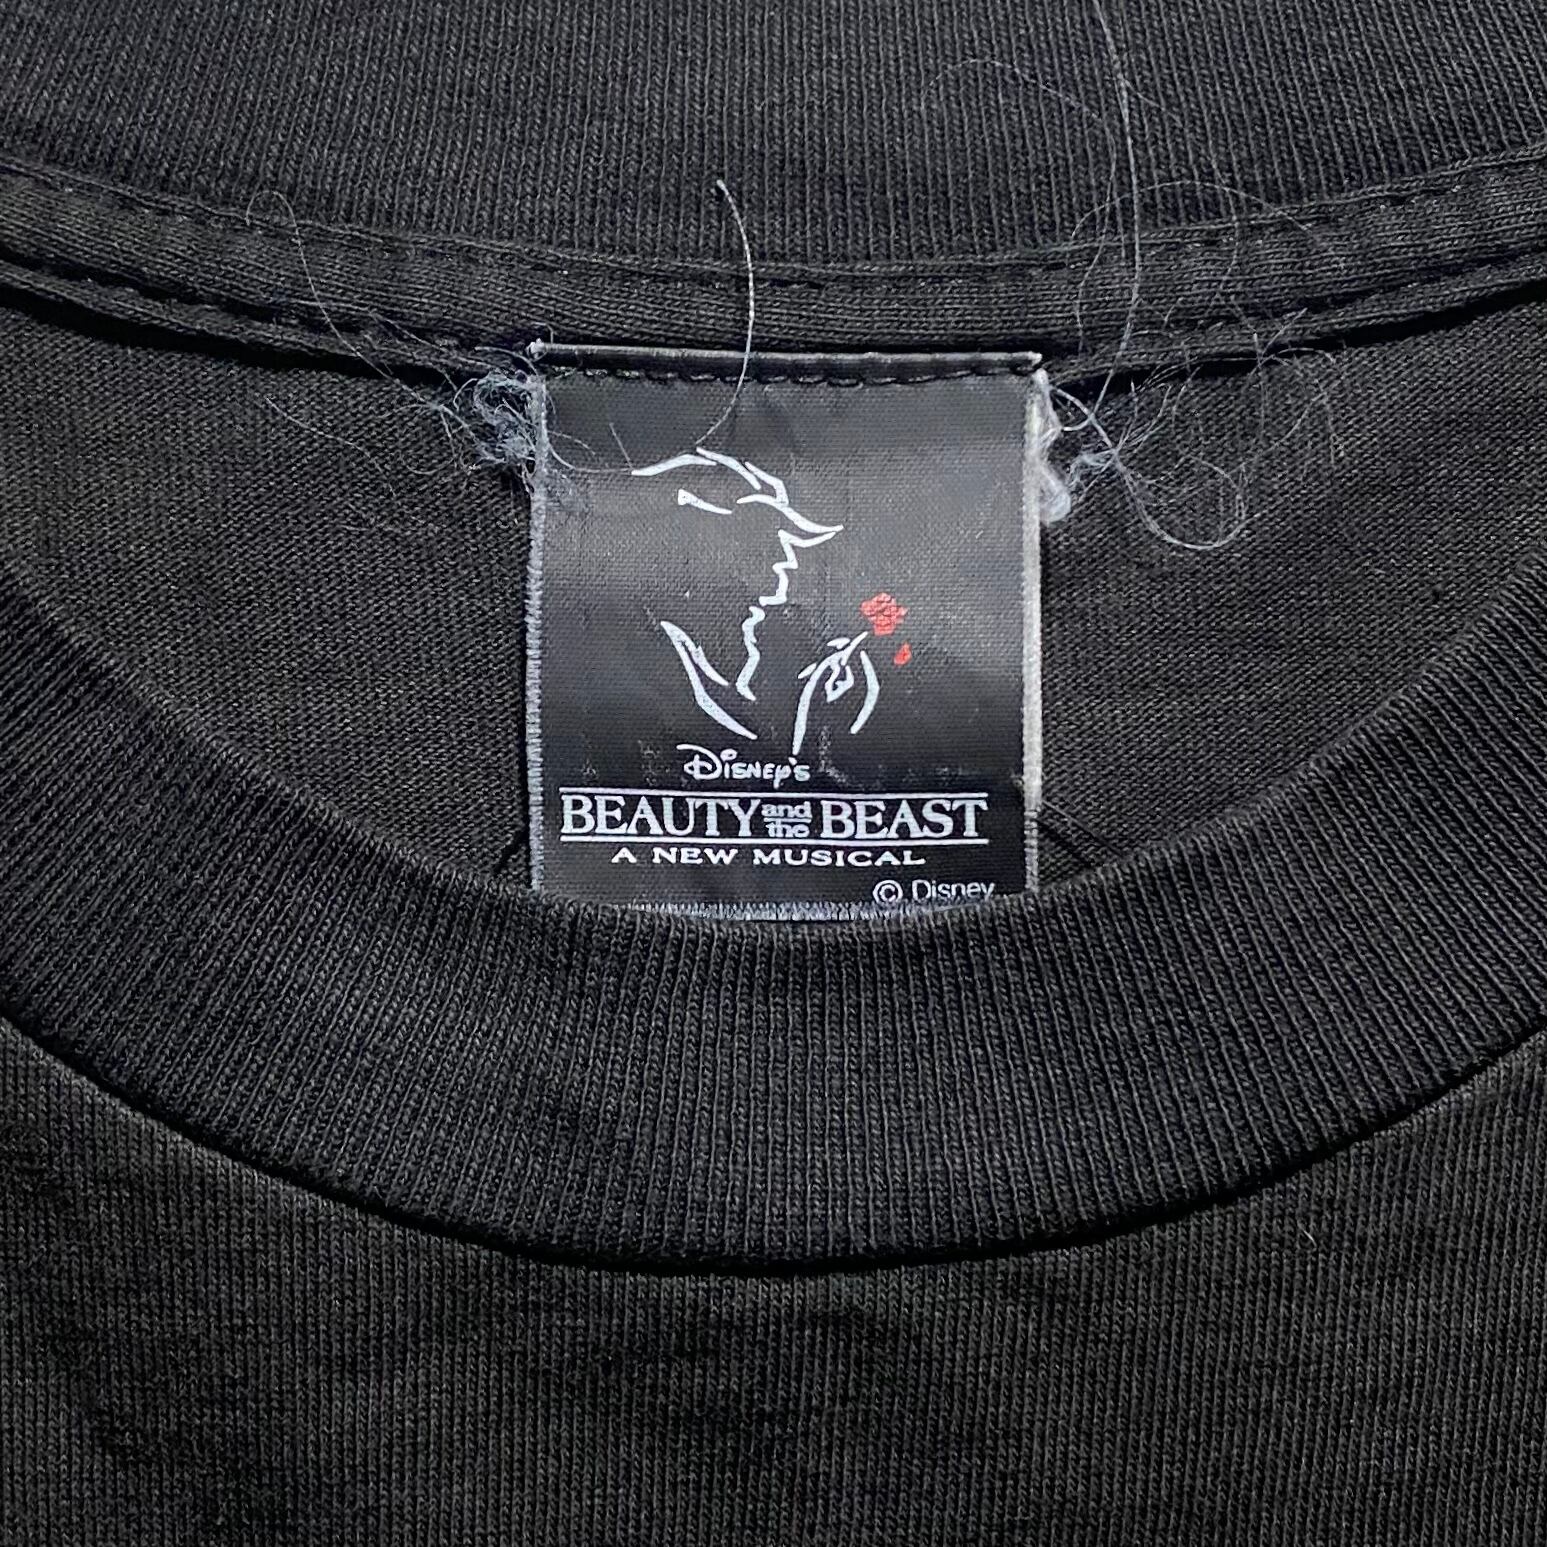 Disney's
BEAUTY and the BEAST
A NEW MUSICAL
© Disney